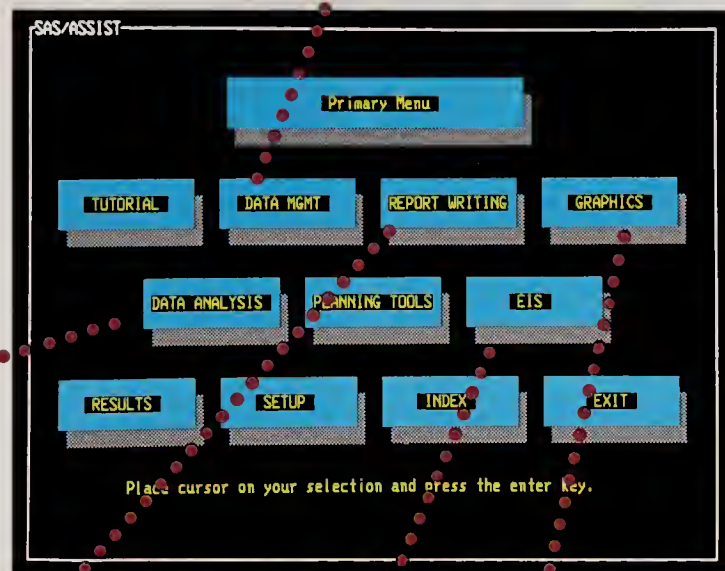 SAS/ASSIST
Primary Menu
TUTORIAL DATA MGMT REPORT WRITING GRAPHICS
DATA ANALYSIS PLANNING TOOLS EIS
RESULTS SETUP INDEX EXIT
Place cursor on your selection and press the enter key.